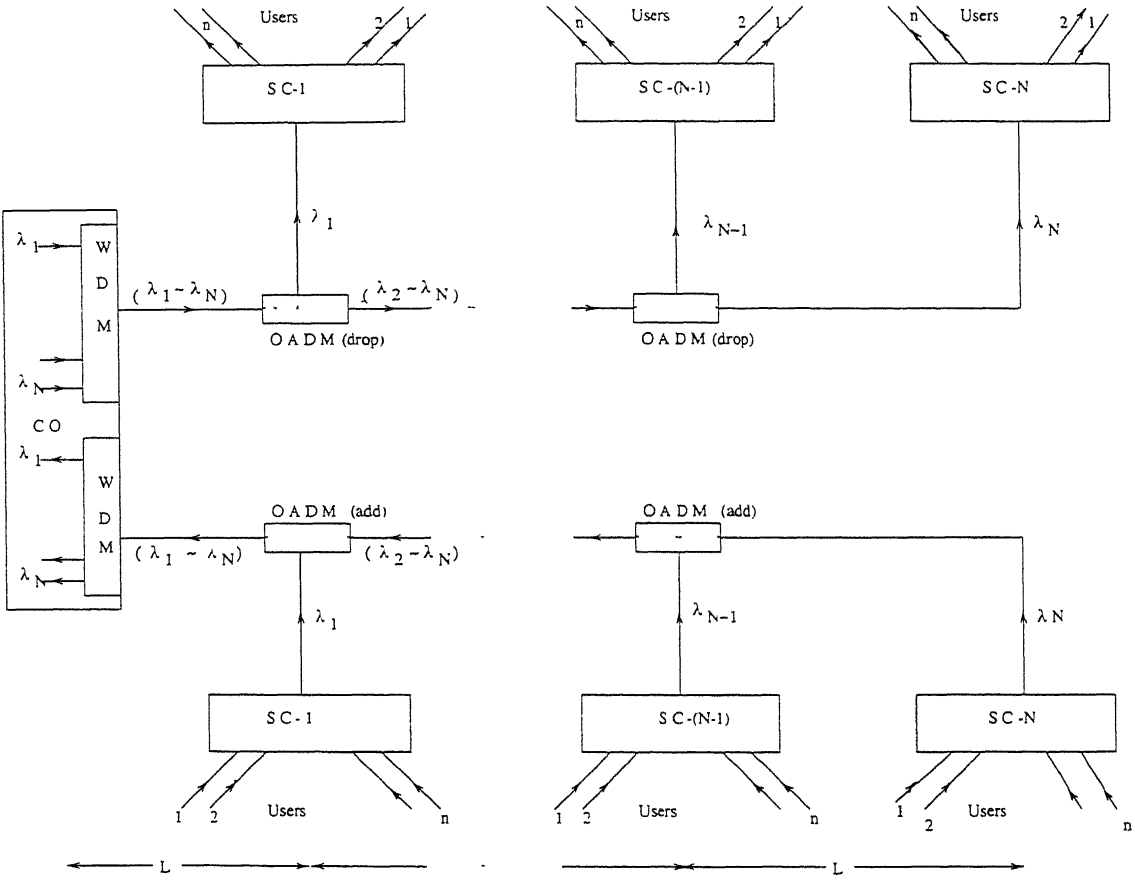 Users Users Users
n 2 1 n 2 1 n 2 1
SC-1 SC-(N-1) SC-N
λ1 λN-1 λN
λ1
W
D
M
(λ1~λN) (λ2~λN)
OADM (drop) OADM (drop)
λN
CO
λ1
W
D
M
OADM (add) OADM (add)
(λ1 ~ λN) (λ2~λN)
λN
λ1 λN-1 λN
SC-1 SC-(N-1) SC-N
1 2 Users n 1 2 Users n 1 2 Users n
L L